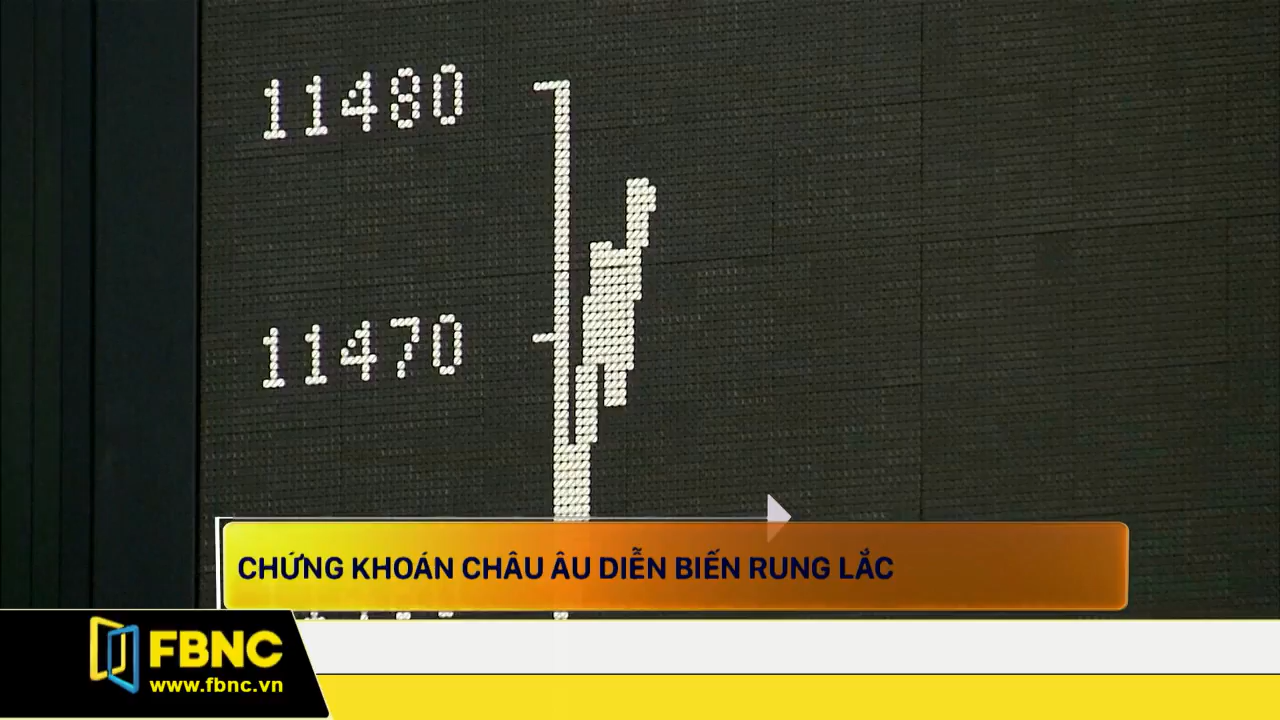 11480
11470
CHỨNG KHOÁN CHÂU ÂU DIỄN BIẾN RUNG LẮC
FBNC
www.fbnc.vn